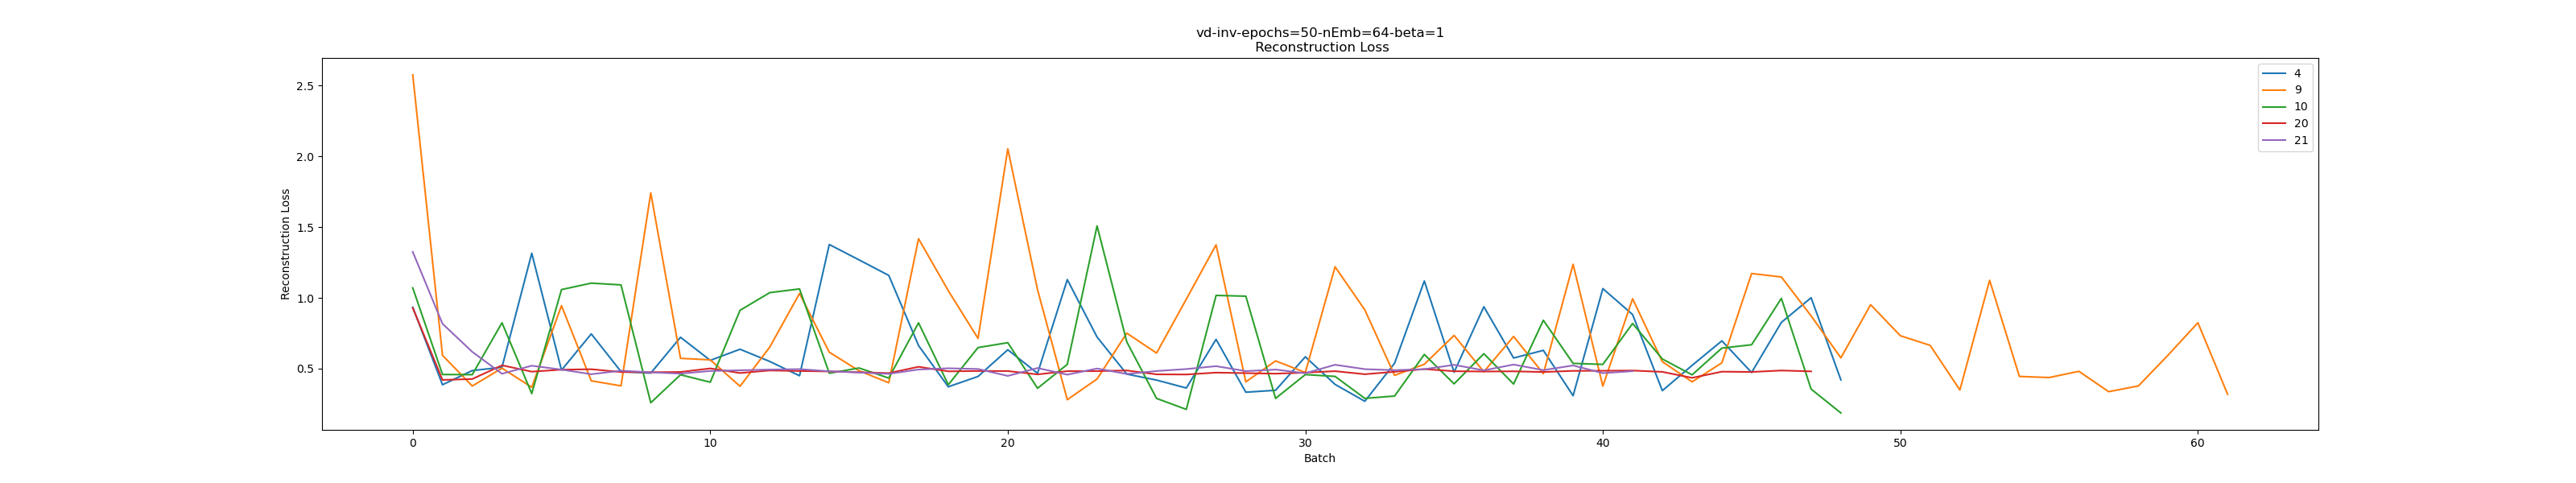 vd-inv-epochs=50-nEmb=64-beta=1
Reconstruction Loss
Reconstruction Loss
2.5
2.0
1.5
1.0
0.5
4
9
10
20
21
0 10 20 30 40 50 60
Batch